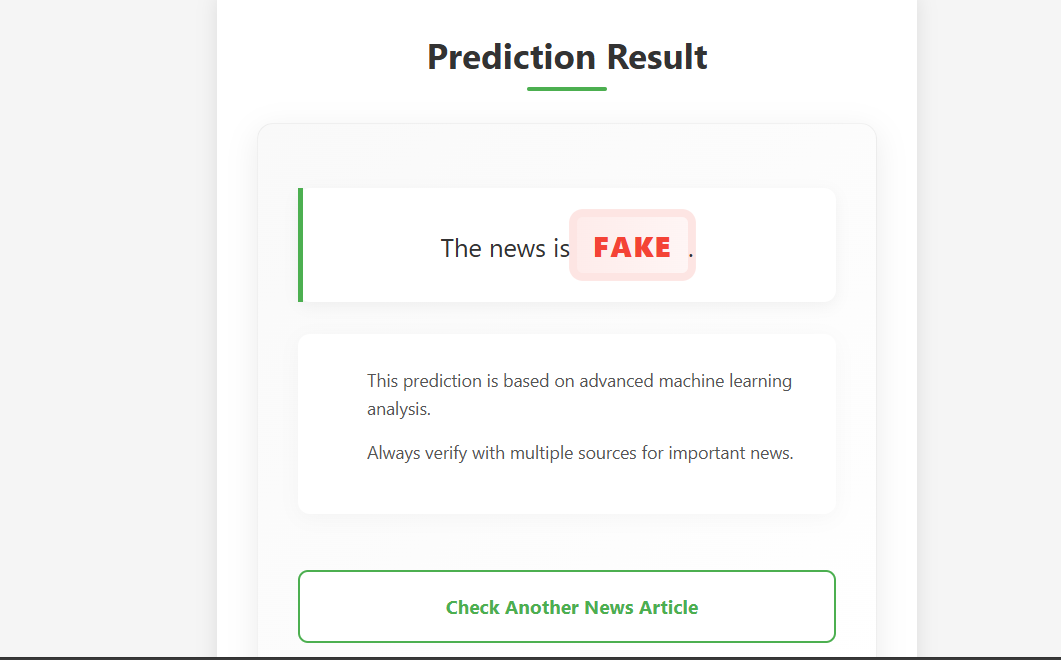 Prediction Result
The news is FAKE .
This prediction is based on advanced machine learning
analysis.
Always verify with multiple sources for important news.
Check Another News Article